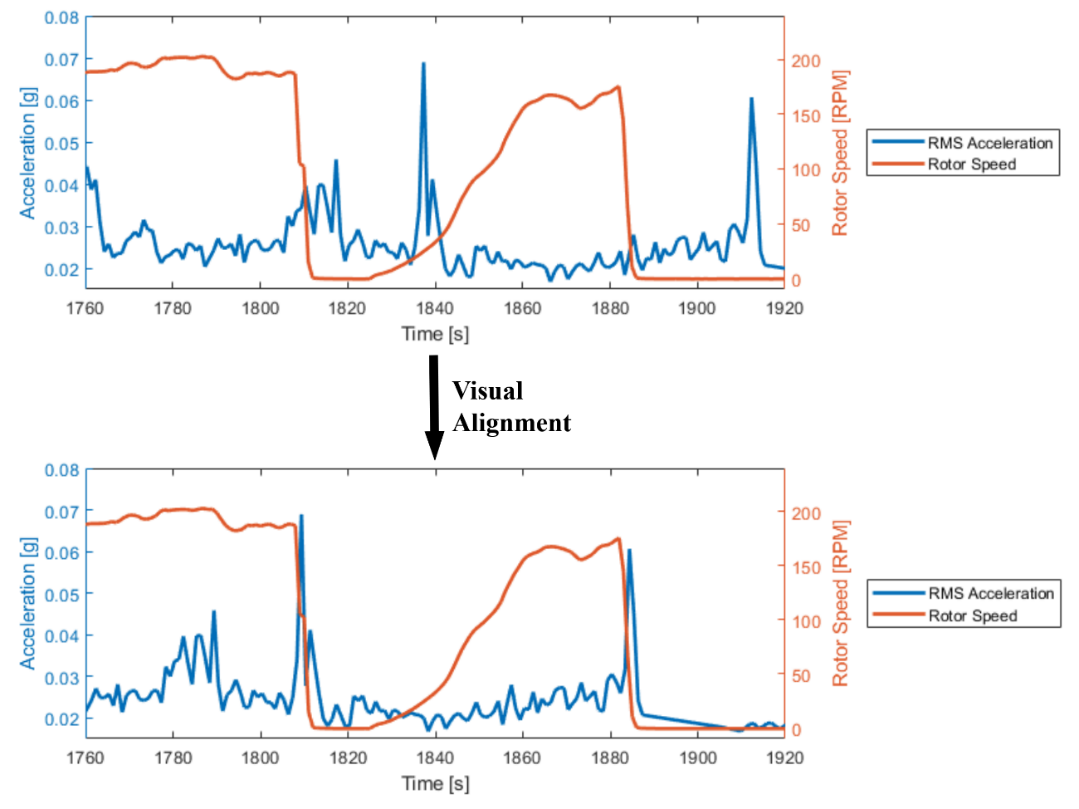 0.08
0.07
0.06
0.05
0.04
0.03
0.02
Acceleration [g]
200
150
100
50
0
Rotor Speed [RPM]
1760 1780 1800 1820 1840 1860 1880 1900 1920
Time [s]
RMS Acceleration
Rotor Speed
Visual
Alignment
0.08
0.07
0.06
0.05
0.04
0.03
0.02
Acceleration [g]
200
150
100
50
0
Rotor Speed [RPM]
1760 1780 1800 1820 1840 1860 1880 1900 1920
Time [s]
RMS Acceleration
Rotor Speed